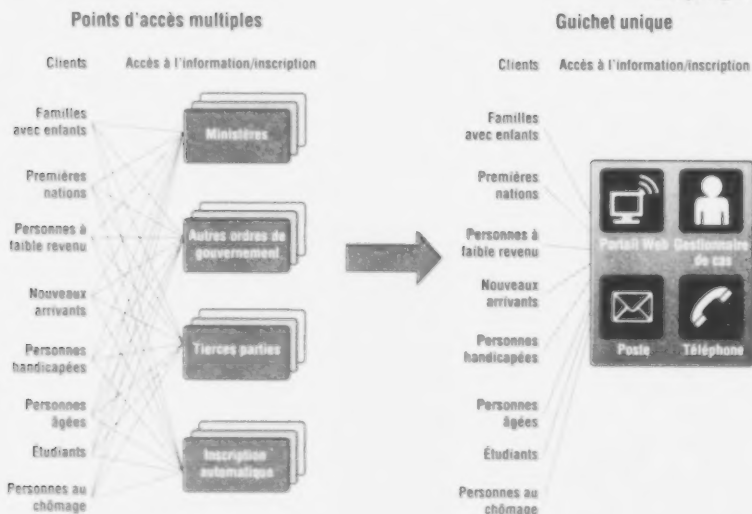 Points d'accès multiples
Clients
Accès à l'information/inscription
Familles
avec enfants
Premières
nations
Personnes à
faible revenu
Nouveaux
arrivants
Personnes
handicapées
Personnes
âgées
Étudiants
Personnes au
chômage
Ministères
Autres ordres de
gouvernement
Tierces parties
Inscription
automatique
Guichet unique
Clients
Accès à l'information/inscription
Familles
avec enfants
Premières
nations
Personnes à
faible revenu
Nouveaux
arrivants
Personnes
handicapées
Personnes
âgées
Étudiants
Personnes au
chômage
Portail Web
Gestionnaire
de cas
Poste
Téléphone